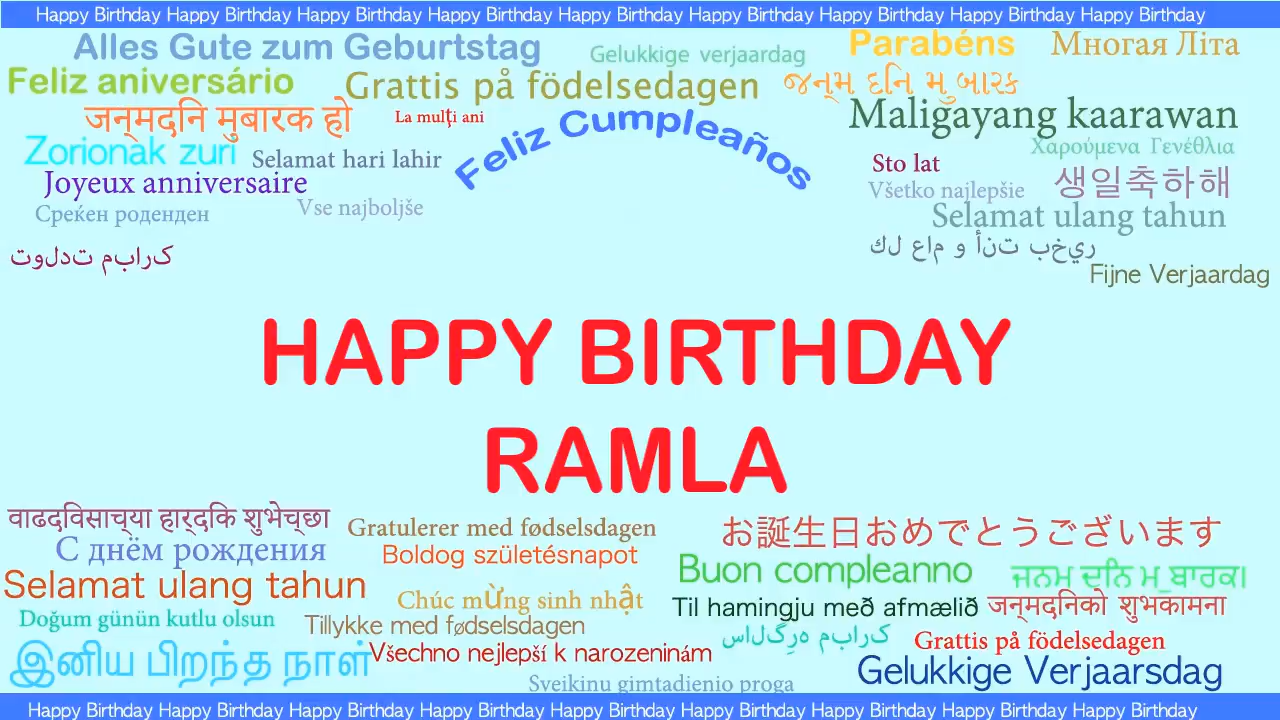 Happy Birthday Happy Birthday Happy Birthday Happy Birthday Happy Birthday Happy Birthday Happy Birthday Happy Birthday Happy Birthday
Alles Gute zum Geburtstag
Gelukkige verjaardag
Parabéns
Многая Літа
Feliz aniversário
Grattis på födelsedagen
જન્મ દિન મુબારક
जन्मदिन मुबारक हो
La mulţi ani
Feliz Cumpleaños
Maligayang kaarawan
Zorionak zuri
Selamat hari lahir
Sto lat
Χαρούμενα Γενέθλια
Joyeux anniversaire
Všetko najlepšie
생일축하해
Среќен роденден
Vse najboljše
Selamat ulang tahun
تولدت مبارک
كل عام و أنت بخير
Fijne Verjaardag
HAPPY BIRTHDAY
RAMLA
वाढदिवसाच्या हार्दिक शुभेच्छा
Gratulerer med fødselsdagen
お誕生日おめでとうございます
С днём рождения
Boldog születésnapot
Buon compleanno
ਜਨਮ ਦਿਨ ਮੁਬਾਰਕ।
Selamat ulang tahun
Chúc mừng sinh nhật
Til hamingju með afmælið
जन्मदिनको शुभकामना
Doğum günün kutlu olsun
Tillykke med fødselsdagen
سالگِرہ مبارک
Grattis på födelsedagen
இனிய பிறந்த நாள்
Všechno nejlepší k narozeninám
Gelukkige Verjaarsdag
Sveikinu gimtadienio proga
Happy Birthday Happy Birthday Happy Birthday Happy Birthday Happy Birthday Happy Birthday Happy Birthday Happy Birthday Happy Birthday